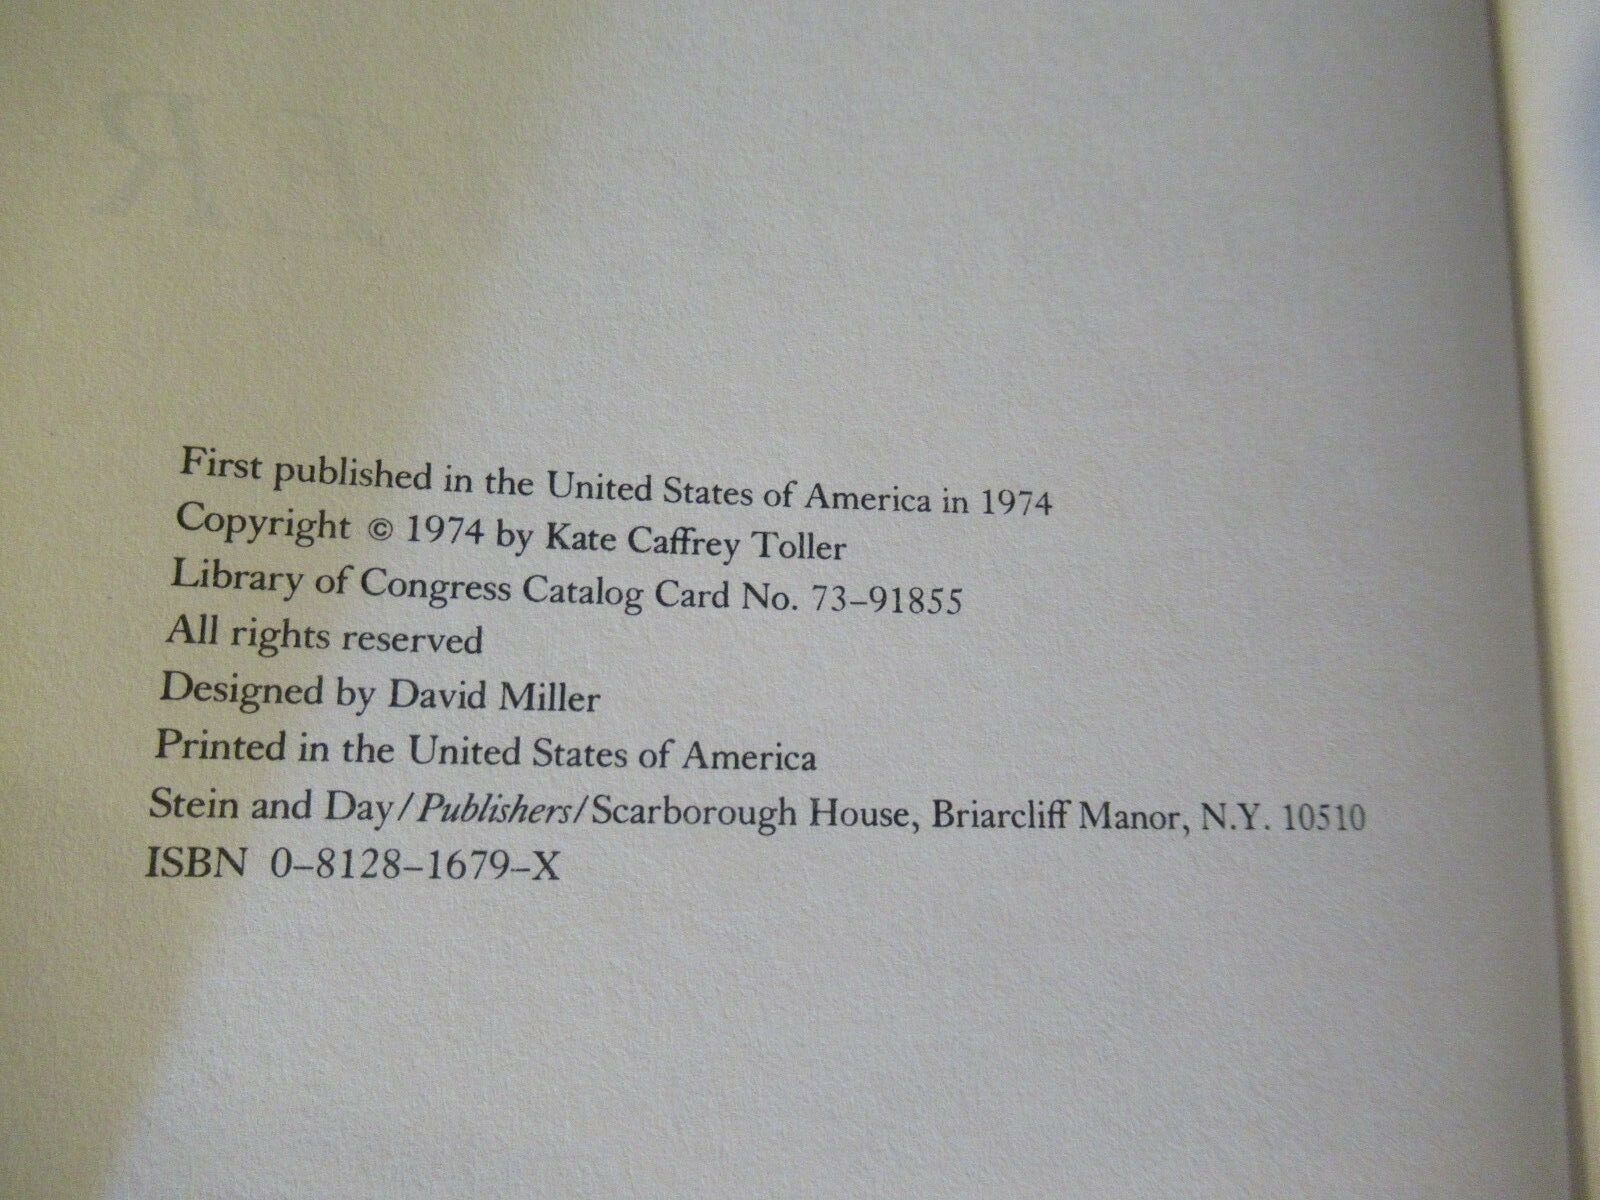 First published in the United States of America in 1974
Copyright © 1974 by Kate Caffrey Toller
Library of Congress Catalog Card No. 73–91855
All rights reserved
Designed by David Miller
Printed in the United States of America
Stein and Day/Publishers/Scarborough House, Briarcliff Manor, N.Y. 10510
ISBN 0–8128–1679–X